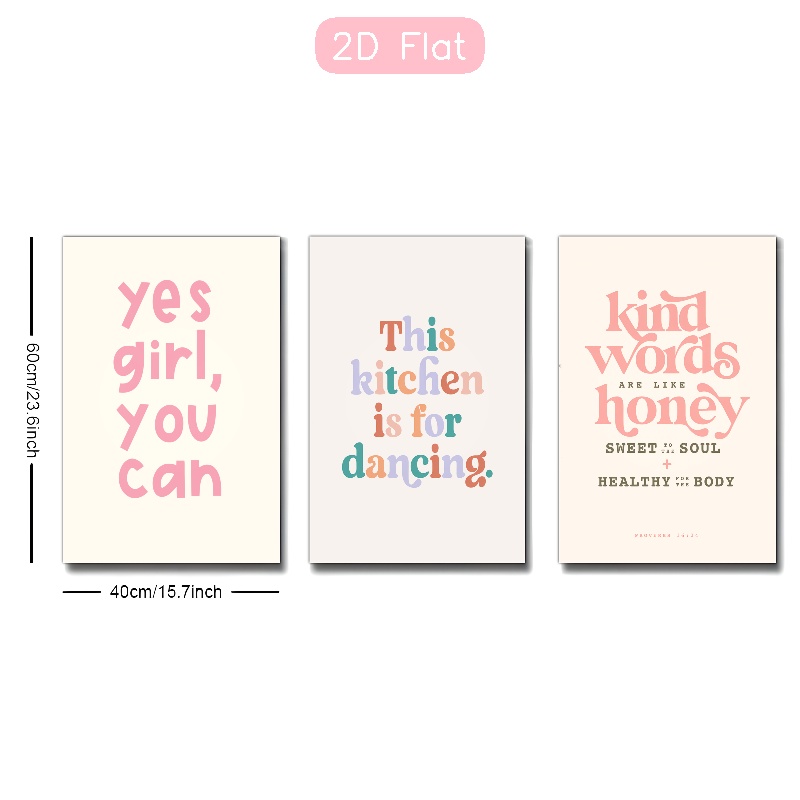 2D Flat
60cm/23.6inch
40cm/15.7inch
yes
girl,
you
can
This
kitchen
is for
dancing.
kind
words
ARE LIKE
honey
SWEET TO THE SOUL
+
HEALTHY FOR THE BODY